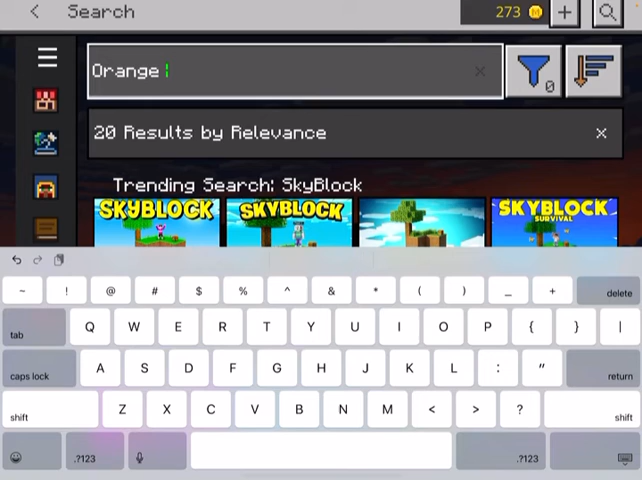 Search
273
Orange
0
20 Results by Relevance
Trending Search: SkyBlock
SKYBLOCK
SKYBLOCK
SKYBLOCK
SURVIVAL
~ ! @ # $ % ^ & * ( ) _ + delete
tab Q W E R T Y U I O P { } |
caps lock A S D F G H J K L : " return
shift Z X C V B N M < > ? shift
.?123 .?123